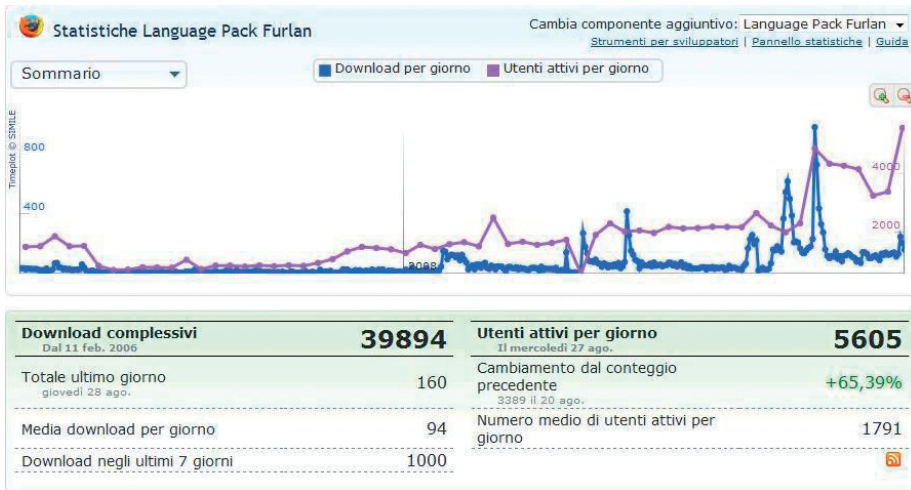 Statistiche Language Pack Furlan
Cambia componente aggiuntivo: Language Pack Furlan
Strumenti per sviluppatori | Pannello statistiche | Guida
Sommario
Download per giorno
Utenti attivi per giorno
Timeplot © SIMILE
800
400
4000
2000
2008
Download complessivi
Dal 11 feb. 2006
39894
Totale ultimo giorno
giovedì 28 ago.
160
Media download per giorno
94
Download negli ultimi 7 giorni
1000
Utenti attivi per giorno
Il mercoledì 27 ago.
5605
Cambiamento dal conteggio
precedente
3389 il 20 ago.
+65,39%
Numero medio di utenti attivi per
giorno
1791